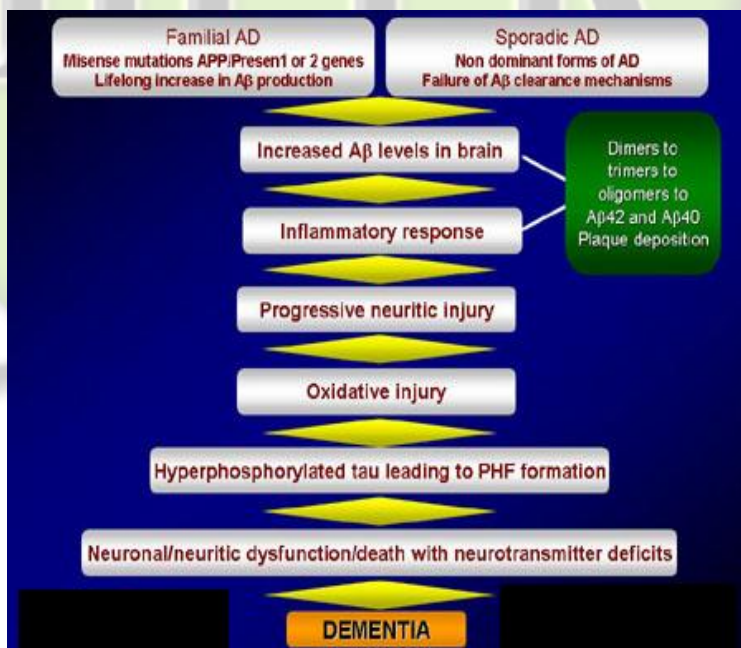 Familial AD
Misense mutations APP/Presen1 or 2 genes
Lifelong increase in Aβ production
Sporadic AD
Non dominant forms of AD
Failure of Aβ clearance mechanisms
Increased Aβ levels in brain
Dimers to
trimers to
oligomers to
Aβ42 and Aβ40
Plaque deposition
Inflammatory response
Progressive neuritic injury
Oxidative injury
Hyperphosphorylated tau leading to PHF formation
Neuronal/neuritic dysfunction/death with neurotransmitter deficits
DEMENTIA